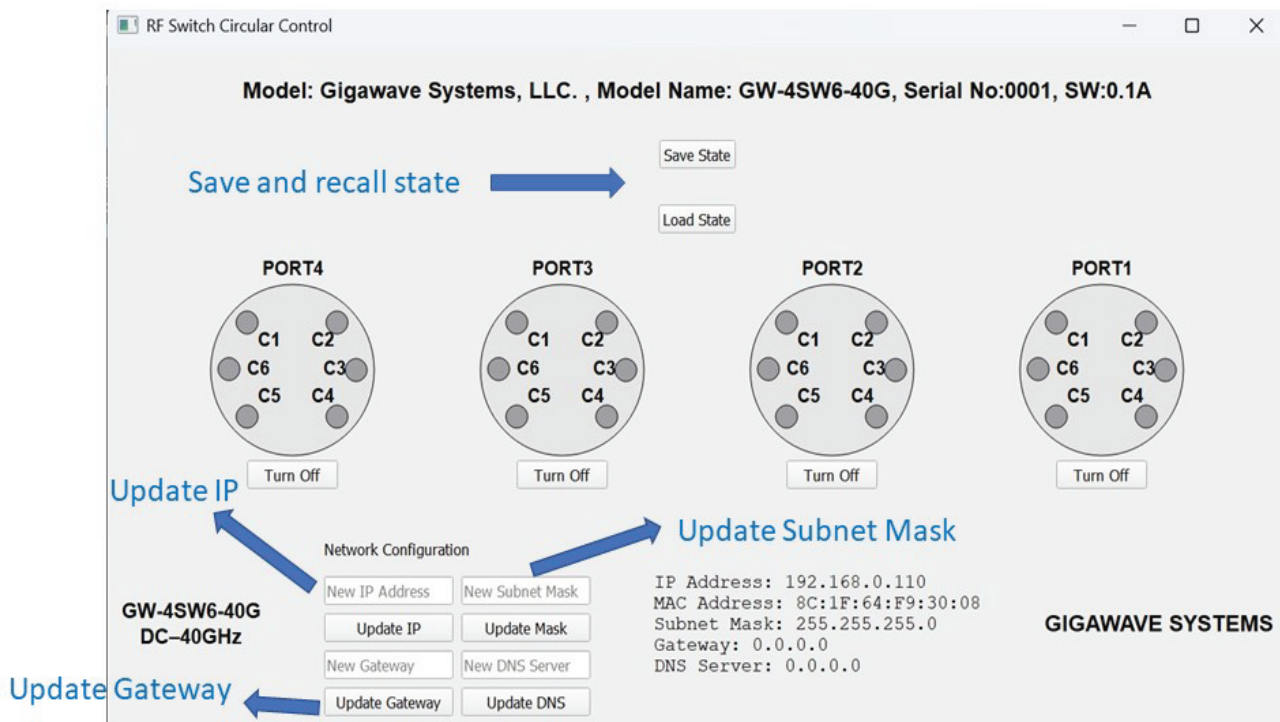 RF Switch Circular Control
Model: Gigawave Systems, LLC. , Model Name: GW-4SW6-40G, Serial No:0001, SW:0.1A
Save State
Save and recall state
Load State
PORT4 PORT3 PORT2 PORT1
C1 C2 C1 C2 C1 C2 C1 C2
C6 C3 C6 C3 C6 C3 C6 C3
C5 C4 C5 C4 C5 C4 C5 C4
Turn Off Turn Off Turn Off Turn Off
Update IP
Update Subnet Mask
Network Configuration
New IP Address New Subnet Mask
Update IP Update Mask
New Gateway New DNS Server
Update Gateway Update DNS
GW-4SW6-40G
DC–40GHz
Update Gateway
IP Address: 192.168.0.110
MAC Address: 8C:1F:64:F9:30:08
Subnet Mask: 255.255.255.0
Gateway: 0.0.0.0
DNS Server: 0.0.0.0
GIGAWAVE SYSTEMS